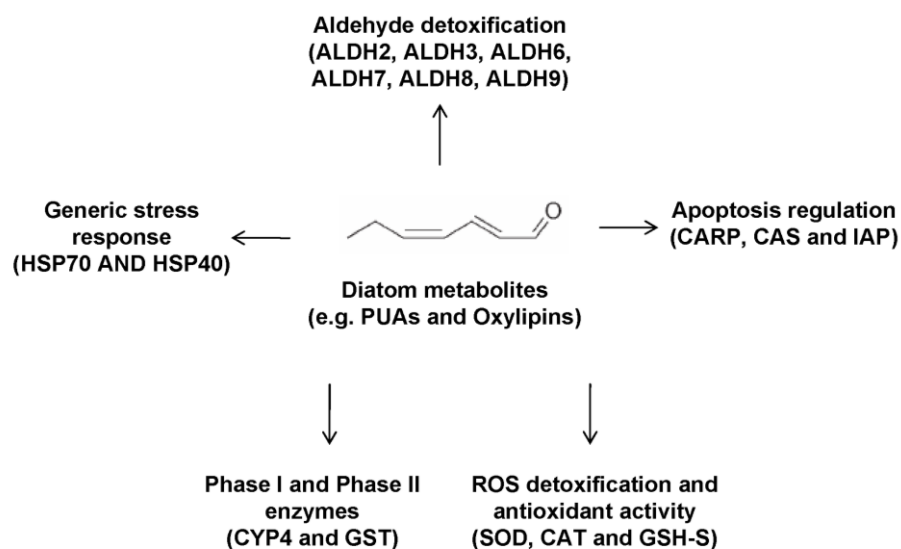 Aldehyde detoxification
(ALDH2, ALDH3, ALDH6,
ALDH7, ALDH8, ALDH9)
Generic stress
response
(HSP70 AND HSP40)
O
Apoptosis regulation
(CARP, CAS and IAP)
Diatom metabolites
(e.g. PUAs and Oxylipins)
Phase I and Phase II
enzymes
(CYP4 and GST)
ROS detoxification and
antioxidant activity
(SOD, CAT and GSH-S)